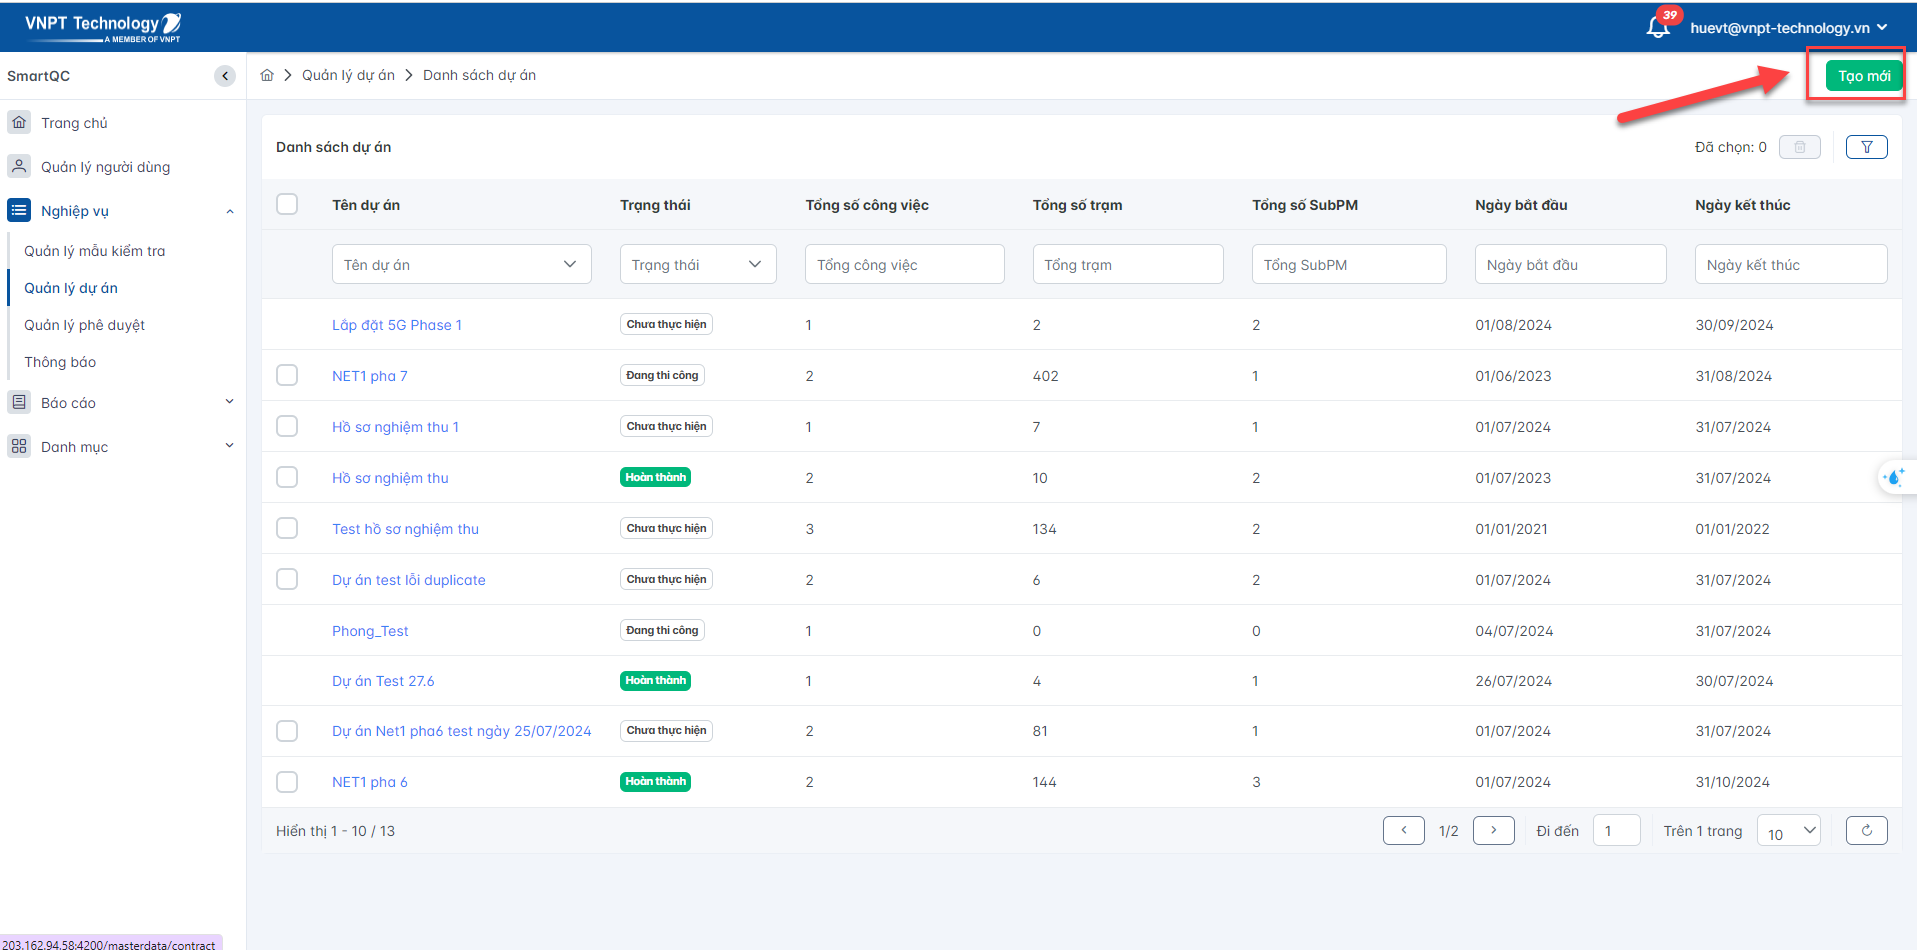 VNPT Technology
A MEMBER OF VNPT
39
huevt@vnpt-technology.vn
SmartQC
Quản lý dự án
Danh sách dự án
Tạo mới
Trang chủ
Quản lý người dùng
Nghiệp vụ
Quản lý mẫu kiểm tra
Quản lý dự án
Quản lý phê duyệt
Thông báo
Báo cáo
Danh mục
Danh sách dự án
Đã chọn: 0
Tên dự án Trạng thái Tổng số công việc Tổng số trạm Tổng số SubPM Ngày bắt đầu Ngày kết thúc
Tên dự án Trạng thái Tổng công việc Tổng trạm Tổng SubPM Ngày bắt đầu Ngày kết thúc
Lắp đặt 5G Phase 1 Chưa thực hiện 1 2 2 01/08/2024 30/09/2024
NET1 pha 7 Đang thi công 2 402 1 01/06/2023 31/08/2024
Hồ sơ nghiệm thu 1 Chưa thực hiện 1 7 1 01/07/2024 31/07/2024
Hồ sơ nghiệm thu Hoàn thành 2 10 2 01/07/2023 31/07/2024
Test hồ sơ nghiệm thu Chưa thực hiện 3 134 2 01/01/2021 01/01/2022
Dự án test lỗi duplicate Chưa thực hiện 2 6 2 01/07/2024 31/07/2024
Phong_Test Đang thi công 1 0 0 04/07/2024 31/07/2024
Dự án Test 27.6 Hoàn thành 1 4 1 26/07/2024 30/07/2024
Dự án Net1 pha6 test ngày 25/07/2024 Chưa thực hiện 2 81 1 01/07/2024 31/07/2024
NET1 pha 6 Hoàn thành 2 144 3 01/07/2024 31/10/2024
Hiển thị 1 - 10 / 13
1/2
Đi đến 1
Trên 1 trang 10
203.162.94.58:4200/masterdata/contract